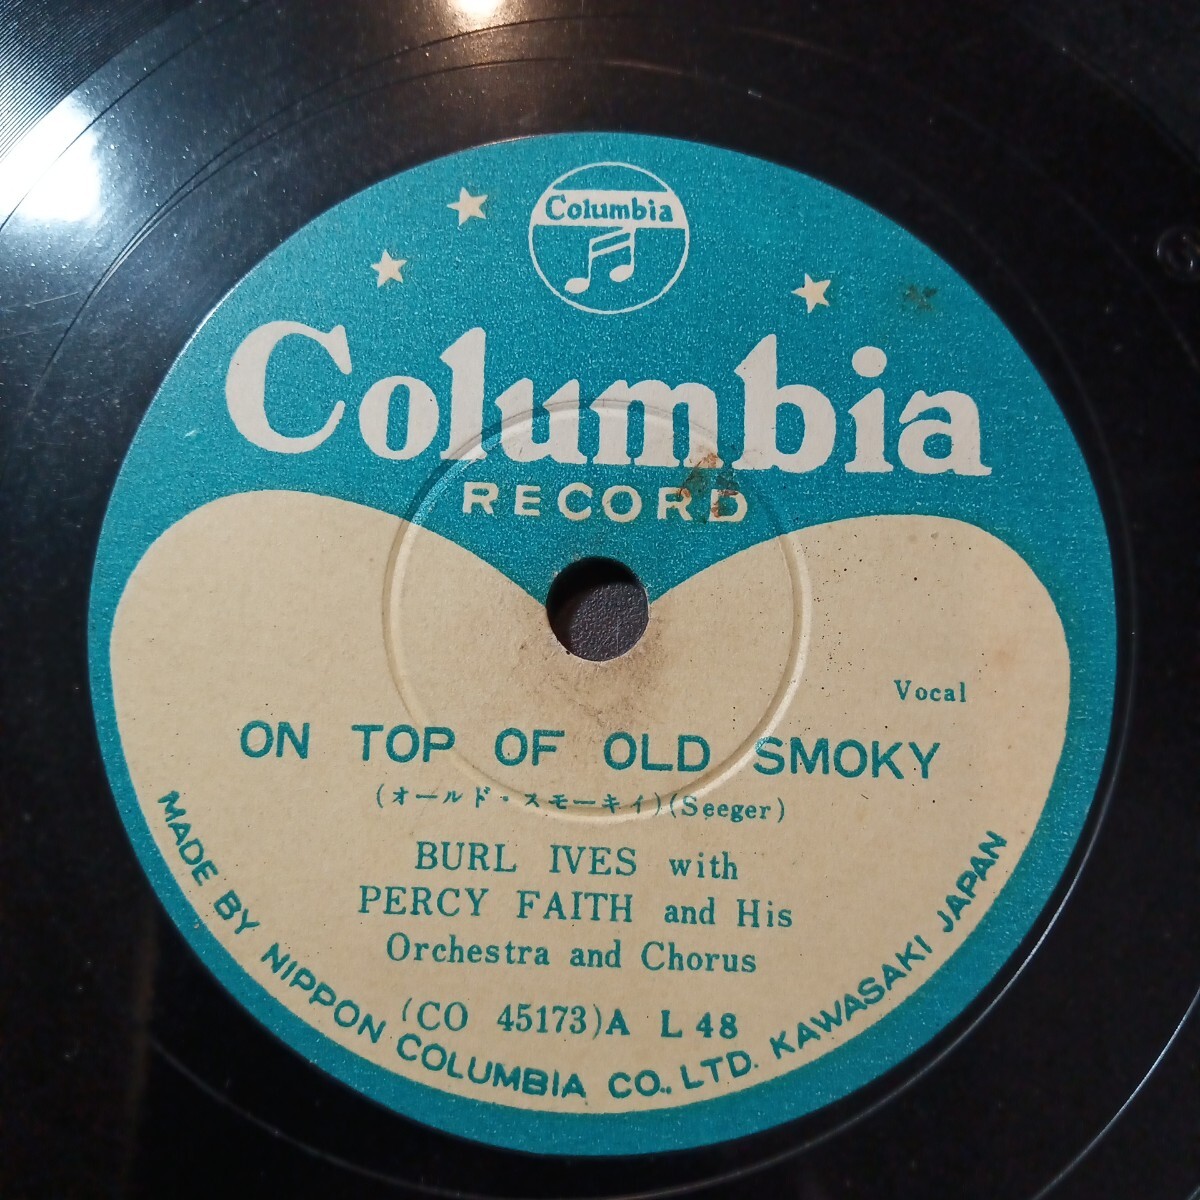 Columbia
Columbia
RECORD
Vocal
ON TOP OF OLD SMOKY
(オールド・スモーキイ)(Seeger)
BURL IVES with
PERCY FAITH and His
Orchestra and Chorus
(CO 45173)A L 48
MADE BY NIPPON COLUMBIA CO., LTD. KAWASAKI JAPAN